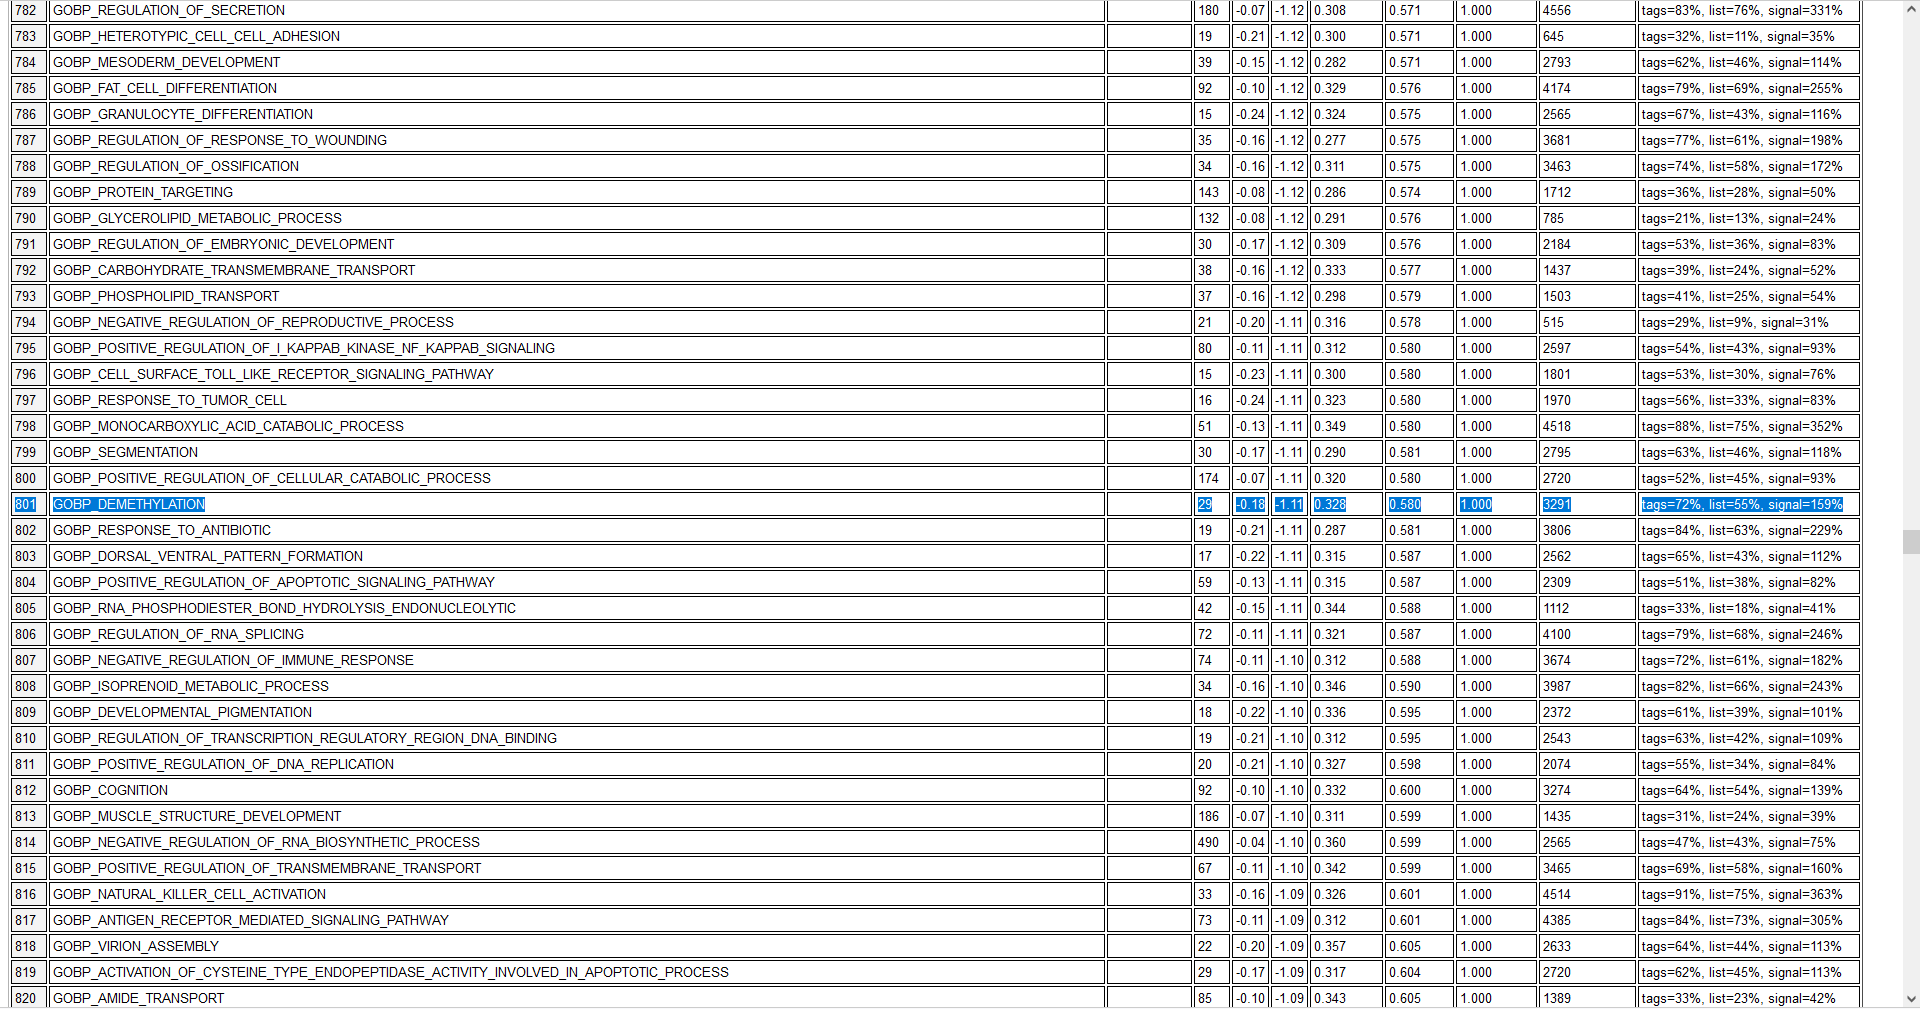 782 GOBP_REGULATION_OF_SECRETION 180 -0.07 -1.12 0.308 0.571 1.000 4556 tags=83%, list=76%, signal=331%
783 GOBP_HETEROTYPIC_CELL_CELL_ADHESION 19 -0.21 -1.12 0.300 0.571 1.000 645 tags=32%, list=11%, signal=35%
784 GOBP_MESODERM_DEVELOPMENT 39 -0.15 -1.12 0.282 0.571 1.000 2793 tags=62%, list=46%, signal=114%
785 GOBP_FAT_CELL_DIFFERENTIATION 92 -0.10 -1.12 0.329 0.576 1.000 4174 tags=79%, list=69%, signal=255%
786 GOBP_GRANULOCYTE_DIFFERENTIATION 15 -0.24 -1.12 0.324 0.575 1.000 2565 tags=67%, list=43%, signal=116%
787 GOBP_REGULATION_OF_RESPONSE_TO_WOUNDING 35 -0.16 -1.12 0.277 0.575 1.000 3681 tags=77%, list=61%, signal=198%
788 GOBP_REGULATION_OF_OSSIFICATION 34 -0.16 -1.12 0.311 0.575 1.000 3463 tags=74%, list=58%, signal=172%
789 GOBP_PROTEIN_TARGETING 143 -0.08 -1.12 0.286 0.574 1.000 1712 tags=36%, list=28%, signal=50%
790 GOBP_GLYCEROLIPID_METABOLIC_PROCESS 132 -0.08 -1.12 0.291 0.576 1.000 785 tags=21%, list=13%, signal=24%
791 GOBP_REGULATION_OF_EMBRYONIC_DEVELOPMENT 30 -0.17 -1.12 0.309 0.576 1.000 2184 tags=53%, list=36%, signal=83%
792 GOBP_CARBOHYDRATE_TRANSMEMBRANE_TRANSPORT 38 -0.16 -1.12 0.333 0.577 1.000 1437 tags=39%, list=24%, signal=52%
793 GOBP_PHOSPHOLIPID_TRANSPORT 37 -0.16 -1.12 0.298 0.579 1.000 1503 tags=41%, list=25%, signal=54%
794 GOBP_NEGATIVE_REGULATION_OF_REPRODUCTIVE_PROCESS 21 -0.20 -1.11 0.316 0.578 1.000 515 tags=29%, list=9%, signal=31%
795 GOBP_POSITIVE_REGULATION_OF_I_KAPPAB_KINASE_NF_KAPPAB_SIGNALING 80 -0.11 -1.11 0.312 0.580 1.000 2597 tags=54%, list=43%, signal=93%
796 GOBP_CELL_SURFACE_TOLL_LIKE_RECEPTOR_SIGNALING_PATHWAY 15 -0.23 -1.11 0.300 0.580 1.000 1801 tags=53%, list=30%, signal=76%
797 GOBP_RESPONSE_TO_TUMOR_CELL 16 -0.24 -1.11 0.323 0.580 1.000 1970 tags=56%, list=33%, signal=83%
798 GOBP_MONOCARBOXYLIC_ACID_CATABOLIC_PROCESS 51 -0.13 -1.11 0.349 0.580 1.000 4518 tags=88%, list=75%, signal=352%
799 GOBP_SEGMENTATION 30 -0.17 -1.11 0.290 0.581 1.000 2795 tags=63%, list=46%, signal=118%
800 GOBP_POSITIVE_REGULATION_OF_CELLULAR_CATABOLIC_PROCESS 174 -0.07 -1.11 0.320 0.580 1.000 2720 tags=52%, list=45%, signal=93%
801 GOBP_DEMETHYLATION 29 -0.18 -1.11 0.328 0.580 1.000 3291 tags=72%, list=55%, signal=159%
802 GOBP_RESPONSE_TO_ANTIBIOTIC 19 -0.21 -1.11 0.287 0.581 1.000 3806 tags=84%, list=63%, signal=229%
803 GOBP_DORSAL_VENTRAL_PATTERN_FORMATION 17 -0.22 -1.11 0.315 0.587 1.000 2562 tags=65%, list=43%, signal=112%
804 GOBP_POSITIVE_REGULATION_OF_APOPTOTIC_SIGNALING_PATHWAY 59 -0.13 -1.11 0.315 0.587 1.000 2309 tags=51%, list=38%, signal=82%
805 GOBP_RNA_PHOSPHODIESTER_BOND_HYDROLYSIS_ENDONUCLEOLYTIC 42 -0.15 -1.11 0.344 0.588 1.000 1112 tags=33%, list=18%, signal=41%
806 GOBP_REGULATION_OF_RNA_SPLICING 72 -0.11 -1.11 0.321 0.587 1.000 4100 tags=79%, list=68%, signal=246%
807 GOBP_NEGATIVE_REGULATION_OF_IMMUNE_RESPONSE 74 -0.11 -1.10 0.312 0.588 1.000 3674 tags=72%, list=61%, signal=182%
808 GOBP_ISOPRENOID_METABOLIC_PROCESS 34 -0.16 -1.10 0.346 0.590 1.000 3987 tags=82%, list=66%, signal=243%
809 GOBP_DEVELOPMENTAL_PIGMENTATION 18 -0.22 -1.10 0.336 0.595 1.000 2372 tags=61%, list=39%, signal=101%
810 GOBP_REGULATION_OF_TRANSCRIPTION_REGULATORY_REGION_DNA_BINDING 19 -0.21 -1.10 0.312 0.595 1.000 2543 tags=63%, list=42%, signal=109%
811 GOBP_POSITIVE_REGULATION_OF_DNA_REPLICATION 20 -0.21 -1.10 0.327 0.598 1.000 2074 tags=55%, list=34%, signal=84%
812 GOBP_COGNITION 92 -0.10 -1.10 0.332 0.600 1.000 3274 tags=64%, list=54%, signal=139%
813 GOBP_MUSCLE_STRUCTURE_DEVELOPMENT 186 -0.07 -1.10 0.311 0.599 1.000 1435 tags=31%, list=24%, signal=39%
814 GOBP_NEGATIVE_REGULATION_OF_RNA_BIOSYNTHETIC_PROCESS 490 -0.04 -1.10 0.360 0.599 1.000 2565 tags=47%, list=43%, signal=75%
815 GOBP_POSITIVE_REGULATION_OF_TRANSMEMBRANE_TRANSPORT 67 -0.11 -1.10 0.342 0.599 1.000 3465 tags=69%, list=58%, signal=160%
816 GOBP_NATURAL_KILLER_CELL_ACTIVATION 33 -0.16 -1.09 0.326 0.601 1.000 4514 tags=91%, list=75%, signal=363%
817 GOBP_ANTIGEN_RECEPTOR_MEDIATED_SIGNALING_PATHWAY 73 -0.11 -1.09 0.312 0.601 1.000 4385 tags=84%, list=73%, signal=305%
818 GOBP_VIRION_ASSEMBLY 22 -0.20 -1.09 0.357 0.605 1.000 2633 tags=64%, list=44%, signal=113%
819 GOBP_ACTIVATION_OF_CYSTEINE_TYPE_ENDOPEPTIDASE_ACTIVITY_INVOLVED_IN_APOPTOTIC_PROCESS 29 -0.17 -1.09 0.317 0.604 1.000 2720 tags=62%, list=45%, signal=113%
820 GOBP_AMIDE_TRANSPORT 85 -0.10 -1.09 0.343 0.605 1.000 1389 tags=33%, list=23%, signal=42%